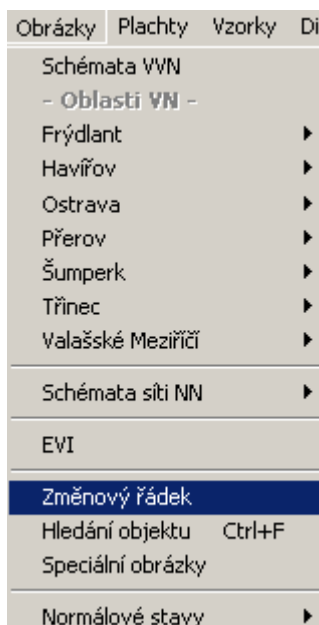 Obrázky Plachty Vzorky Di
Schémata VVN
- Oblasti VN -
Frýdlant
Havířov
Ostrava
Přerov
Šumperk
Třinec
Valašské Meziříčí
Schémata síti NN
EVI
Změnový řádek
Hledání objektu Ctrl+F
Speciální obrázky
Normálové stavy